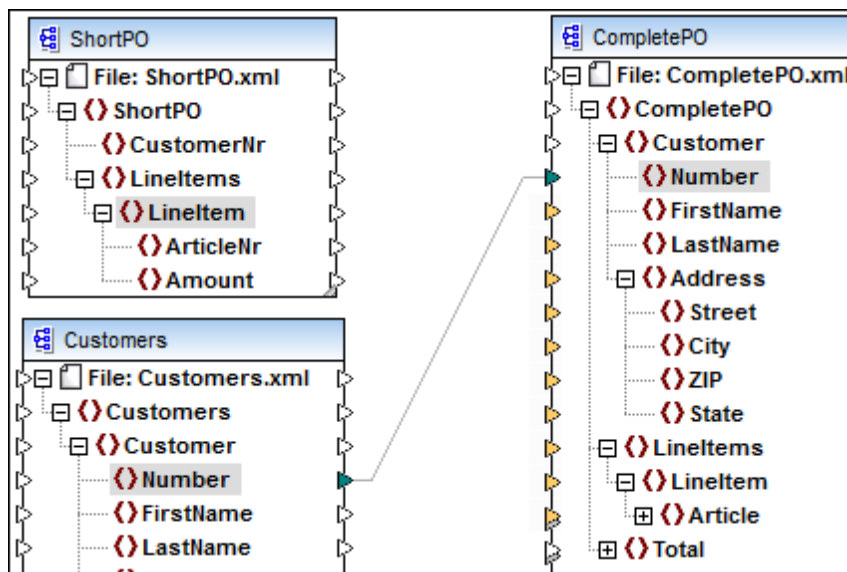 ShortPO
File: ShortPO.xml
ShortPO
CustomerNr
LineItems
LineItem
ArticleNr
Amount
Customers
File: Customers.xml
Customers
Customer
Number
FirstName
LastName
CompletePO
File: CompletePO.xml
CompletePO
Customer
Number
FirstName
LastName
Address
Street
City
ZIP
State
LineItems
LineItem
Article
Total